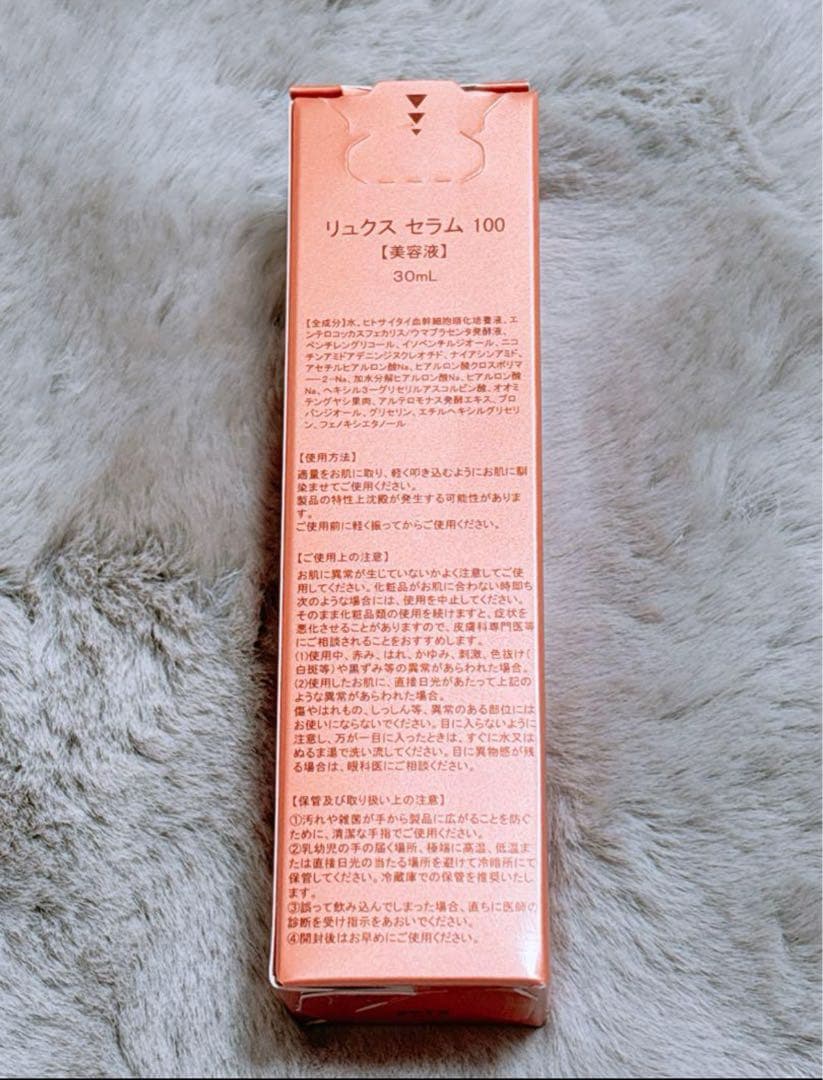 リュクス セラム 100
【美容液】
30mL
【全成分】水、ヒトサイタイ血幹細胞順化培養液、エ
ンテロコッカスフェカリス/ウマプラセンタ発酵液、
ペンチレングリコール、イソペンチルジオール、ニコ
チンアミドアデニンジヌクレオチド、ナイアシンアミド、
アセチルヒアルロン酸Na、ヒアルロン酸クロスポリマ
ー-2-Na、加水分解ヒアルロン酸Na、ヒアルロン酸
Na、ヘキシル3-グリセリルアスコルビン酸、オオミ
テングヤシ果肉、アルテロモナス発酵エキス、プロ
パンジオール、グリセリン、エチルヘキシルグリセリ
ン、フェノキシエタノール
【使用方法】
適量をお肌に取り、軽く叩き込むようにお肌に馴
染ませてご使用ください。
製品の特性上沈殿が発生する可能性がありま
す。
ご使用前に軽く振ってからご使用ください。
【ご使用上の注意】
お肌に異常が生じていないかよく注意してご使
用してください。化粧品がお肌に合わない時即ち
次のような場合には、使用を中止してください。
そのまま化粧品類の使用を続けますと、症状を
悪化させることがありますので、皮膚科専門医等
にご相談されることをおすすめします。
(1)使用中、赤み、はれ、かゆみ、刺激、色抜け(
白斑等)や黒ずみ等の異常があらわれた場合。
(2)使用したお肌に、直接日光があたって上記の
ような異常があらわれた場合。
傷やはれもの、しっしん等、異常のある部位には
お使いにならないでください。目に入らないように
注意し、万が一目に入ったときは、すぐに水又は
ぬるま湯で洗い流してください。目に異物感が残
る場合は、眼科医にご相談ください。
【保管及び取り扱い上の注意】
①汚れや雑菌が手から製品に広がることを防ぐ
ために、清潔な手指でご使用ください。
②乳幼児の手の届く場所、極端に高温、低温ま
たは直接日光の当たる場所を避けて冷暗所にて
保管してください。冷蔵庫での保管を推奨いたし
ます。
③誤って飲み込んでしまった場合、直ちに医師の
診断を受け指示をあおいでください。
④開封後はお早めにご使用ください。